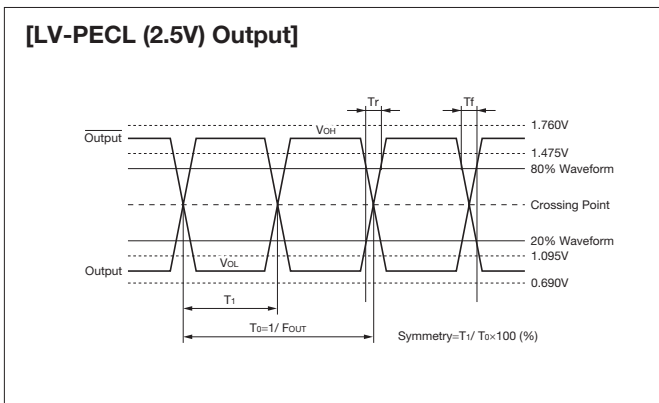 [LV-PECL (2.5V) Output]
Tr
Tf
1.760V
VOH
Output
1.475V
80% Waveform
Crossing Point
20% Waveform
1.095V
VOL
Output
0.690V
T1
T0=1/ FOUT
Symmetry=T1/ T0×100 (%)